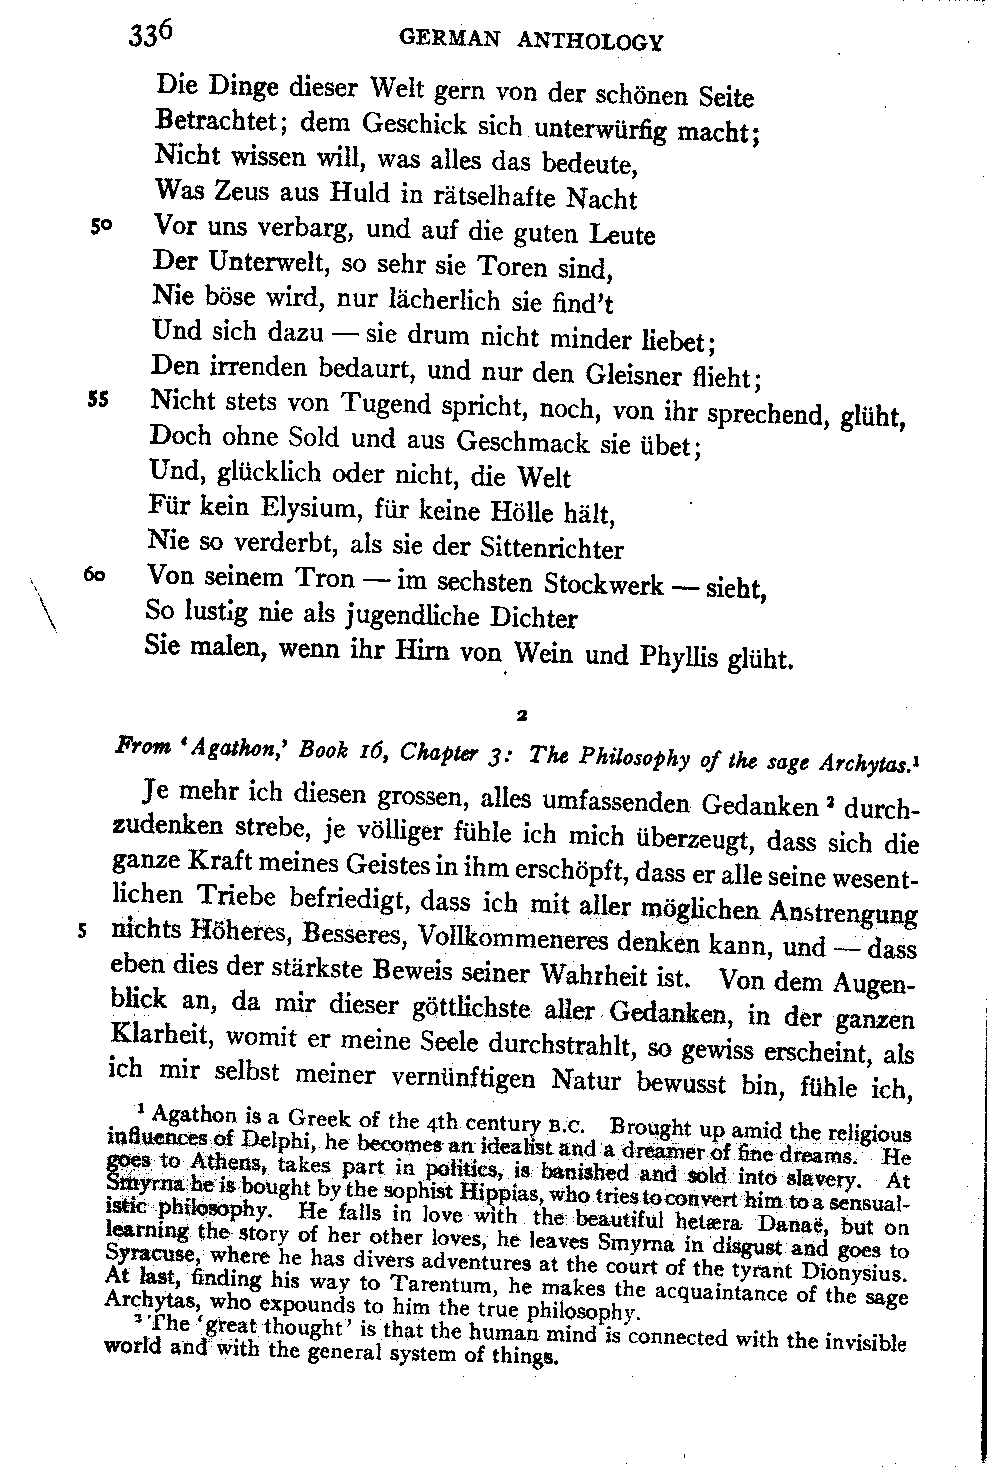 336 GERMAN ANTHOLOGY
Die Dinge dieser Welt gern von der schönen Seite
Betrachtet; dem Geschick sich unterwürfig macht;
Nicht wissen will, was alles das bedeute,
Was Zeus aus Huld in rätselhafte Nacht
50 Vor uns verbarg, und auf die guten Leute
Der Unterwelt, so sehr sie Toren sind,
Nie böse wird, nur lächerlich sie find't
Und sich dazu — sie drum nicht minder liebet;
Den irrenden bedaurt, und nur den Gleisner flieht;
55 Nicht stets von Tugend spricht, noch, von ihr sprechend, glüht,
Doch ohne Sold und aus Geschmack sie übet;
Und, glücklich oder nicht, die Welt
Für kein Elysium, für keine Hölle hält,
Nie so verderbt, als sie der Sittenrichter
60 Von seinem Tron — im sechsten Stockwerk — sieht,
So lustig nie als jugendliche Dichter
Sie malen, wenn ihr Hirn von Wein und Phyllis glüht.
2
From ‘Agathon,’ Book 16, Chapter 3: The Philosophy of the sage Archytas.¹
Je mehr ich diesen grossen, alles umfassenden Gedanken ² durch-
zudenken strebe, je völliger fühle ich mich überzeugt, dass sich die
ganze Kraft meines Geistes in ihm erschöpft, dass er alle seine wesent-
lichen Triebe befriedigt, dass ich mit aller möglichen Anstrengung
5 nichts Höheres, Besseres, Vollkommeneres denken kann, und — dass
eben dies der stärkste Beweis seiner Wahrheit ist. Von dem Augen-
blick an, da mir dieser göttlichste aller Gedanken, in der ganzen
Klarheit, womit er meine Seele durchstrahlt, so gewiss erscheint, als
ich mir selbst meiner vernünftigen Natur bewusst bin, fühle ich,
¹ Agathon is a Greek of the 4th century B.C. Brought up amid the religious
influences of Delphi, he becomes an idealist and a dreamer of fine dreams. He
goes to Athens, takes part in politics, is banished and sold into slavery. At
Smyrna he is bought by the sophist Hippias, who tries to convert him to a sensual-
istic philosophy. He falls in love with the beautiful hetæra Danaë, but on
learning the story of her other loves, he leaves Smyrna in disgust and goes to
Syracuse, where he has divers adventures at the court of the tyrant Dionysius.
At last, finding his way to Tarentum, he makes the acquaintance of the sage
Archytas, who expounds to him the true philosophy.
² The ‘great thought’ is that the human mind is connected with the invisible
world and with the general system of things.